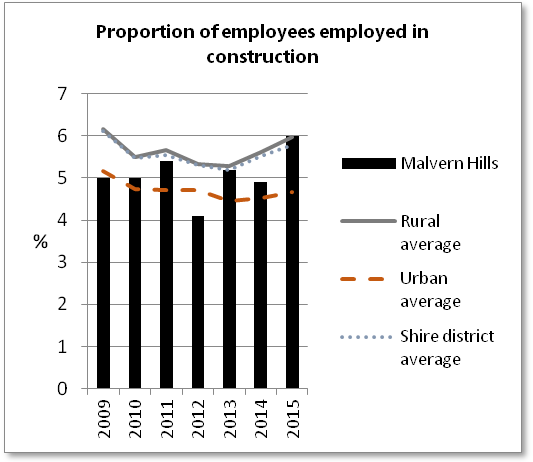 Proportion of employees employed in
construction
7
6
5
4
3
2
1
0
%
2009
2010
2011
2012
2013
2014
2015
Malvern Hills
Rural
average
Urban
average
Shire district
average